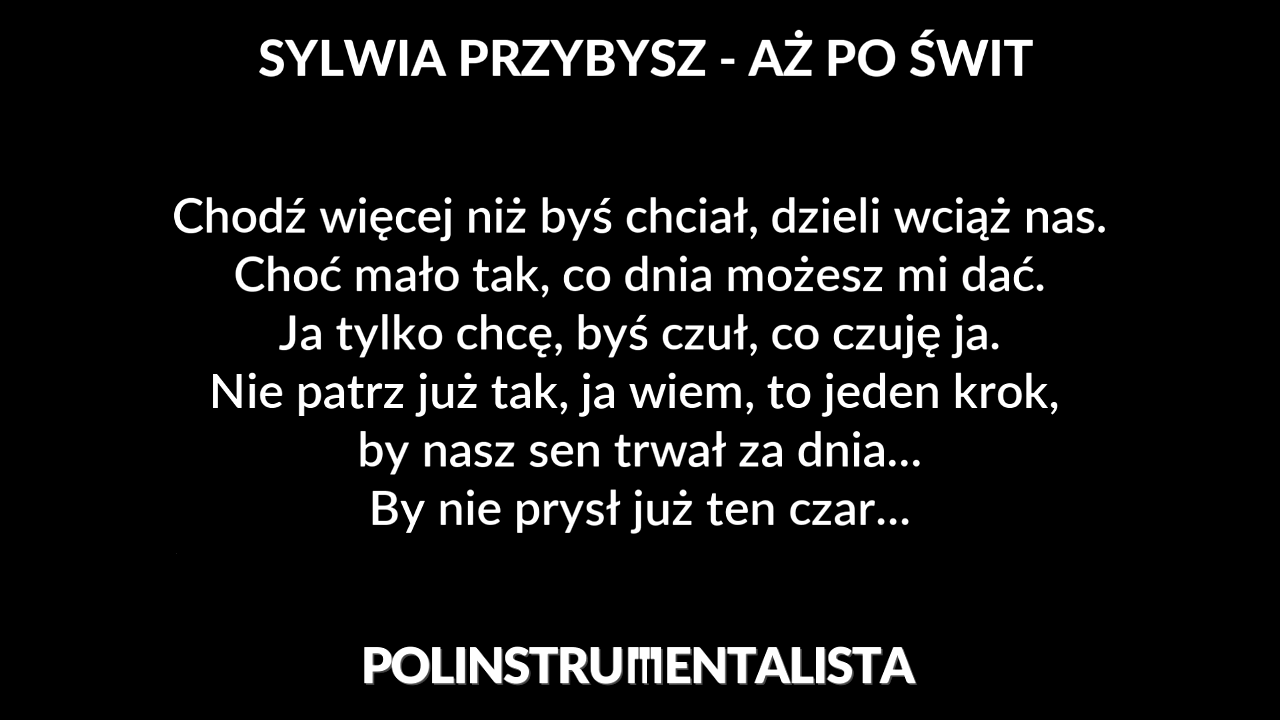 SYLWIA PRZYBYSZ - AŻ PO ŚWIT
Chodź więcej niż byś chciał, dzieli wciąż nas.
Choć mało tak, co dnia możesz mi dać.
Ja tylko chcę, byś czuł, co czuję ja.
Nie patrz już tak, ja wiem, to jeden krok,
by nasz sen trwał za dnia...
By nie prysł już ten czar...
POLINSTRUMENTALISTA